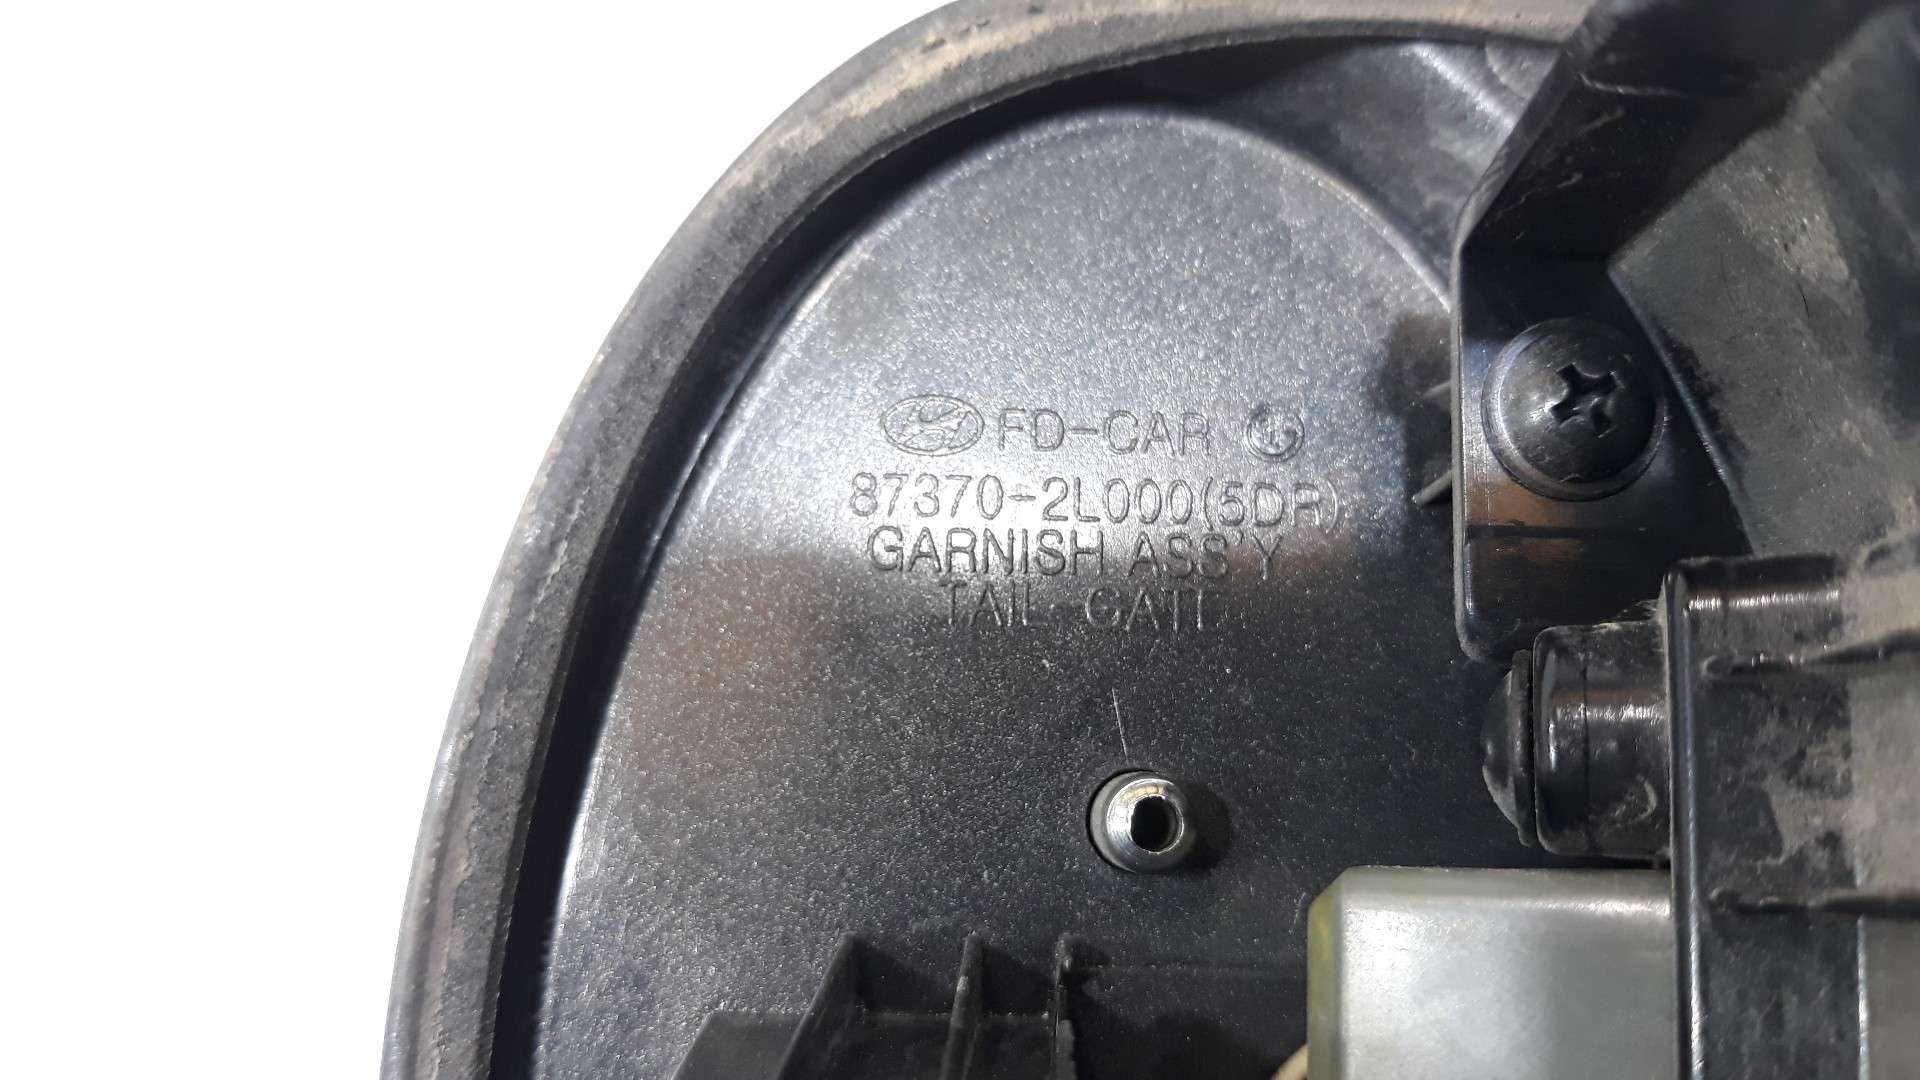 FD-CAR
87370-2L000(5DR)
GARNISH ASS'Y
TAIL GATE